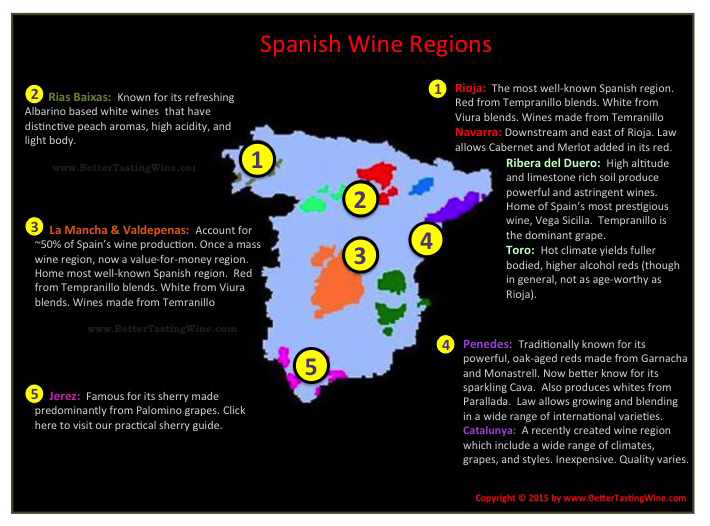 Spanish Wine Regions
2 Rias Baixas: Known for its refreshing
Albarino based white wines that have
distinctive peach aromas, high acidity, and
light body.
www.BetterTastingWine.co
3 La Mancha & Valdepenas: Account for
~50% of Spain's wine production. Once a mass
wine region, now a value-for-money region.
Home most well-known Spanish region. Red
from Tempranillo blends. White from Viura
blends. Wines made from Temranillo
www.BetterTastingWine.com
5 Jerez: Famous for its sherry made
predominantly from Palomino grapes. Click
here to visit our practical sherry guide.
1
2
3
4
5
1 Rioja: The most well-known Spanish region.
Red from Tempranillo blends. White from
Viura blends. Wines made from Temranillo
Navarra: Downstream and east of Rioja. Law
allows Cabernet and Merlot added in its red.
Ribera del Duero: High altitude
and limestone rich soil produce
powerful and astringent wines.
Home of Spain's most prestigious
wine, Vega Sicilia. Tempranillo is
the dominant grape.
Toro: Hot climate yields fuller
bodied, higher alcohol reds (though
in general, not as age-worthy as
Rioja).
4 Penedes: Traditionally known for its
powerful, oak-aged reds made from Garnacha
and Monastrell. Now better know for its
sparkling Cava. Also produces whites from
Parallada. Law allows growing and blending
in a wide range of international varieties.
Catalunya: A recently created wine region
which include a wide range of climates,
grapes, and styles. Inexpensive. Quality varies.
Copyright © 2015 by www.BetterTastingWine.com